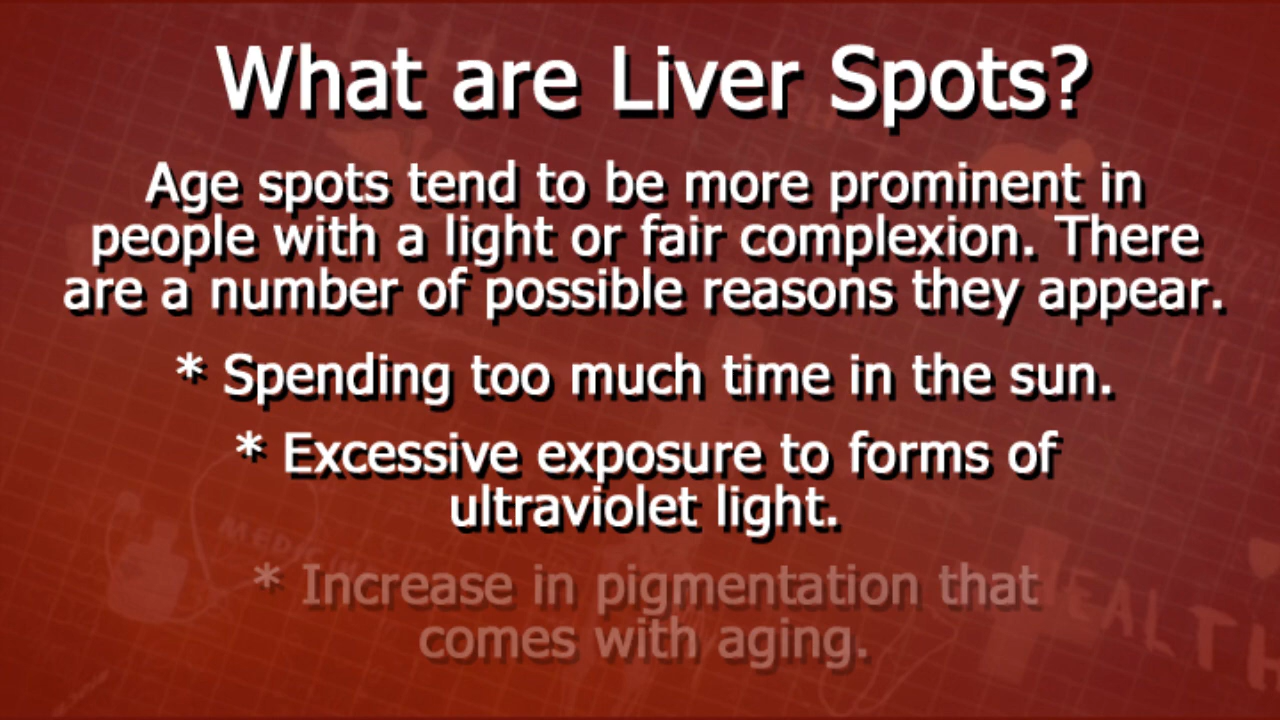 What are Liver Spots?
Age spots tend to be more prominent in
people with a light or fair complexion. There
are a number of possible reasons they appear.
* Spending too much time in the sun.
* Excessive exposure to forms of
ultraviolet light.
* Increase in pigmentation that
comes with aging.
MEDICINE
HEALTH